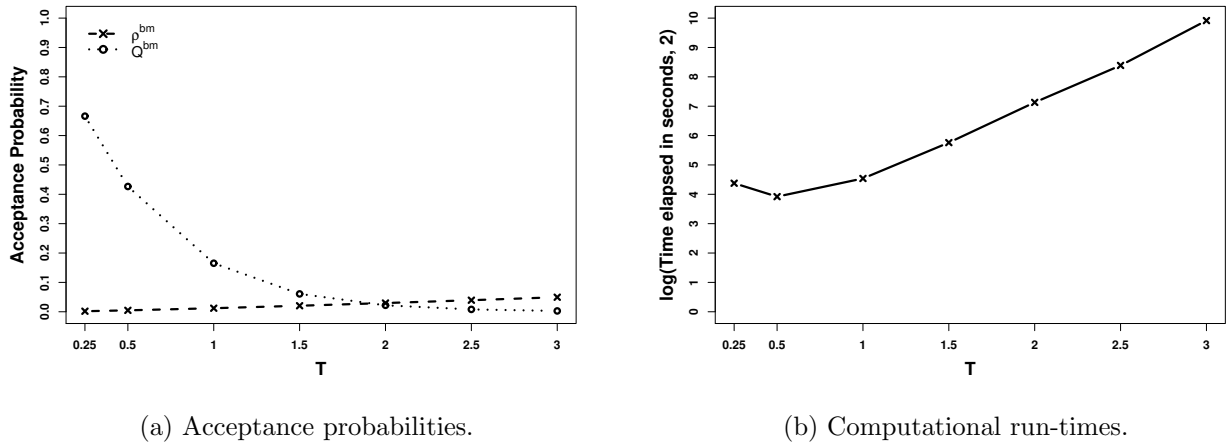 1.0
0.9
0.8
0.7
0.6
0.5
0.4
0.3
0.2
0.1
0.0
Acceptance Probability
ρ^bm
Q^bm
0.25 0.5 1 1.5 2 2.5 3
T
(a) Acceptance probabilities.
10
9
8
7
6
5
4
3
2
1
0
log(Time elapsed in seconds, 2)
0.25 0.5 1 1.5 2 2.5 3
T
(b) Computational run-times.